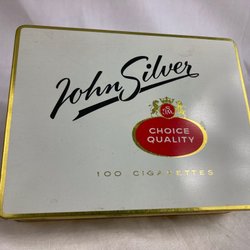 John Silver
CHOICE
QUALITY
100 CIGARETTES